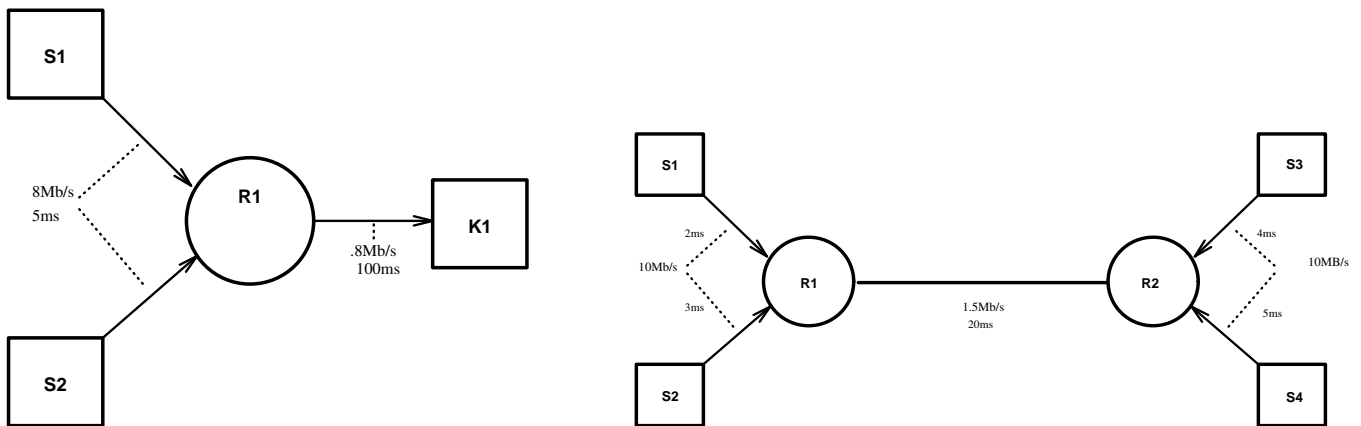 S1
8Mb/s
5ms
R1
.8Mb/s
100ms
K1
S2
S1
2ms
10Mb/s
3ms
R1
S2
1.5Mb/s
20ms
S3
4ms
10MB/s
R2
5ms
S4